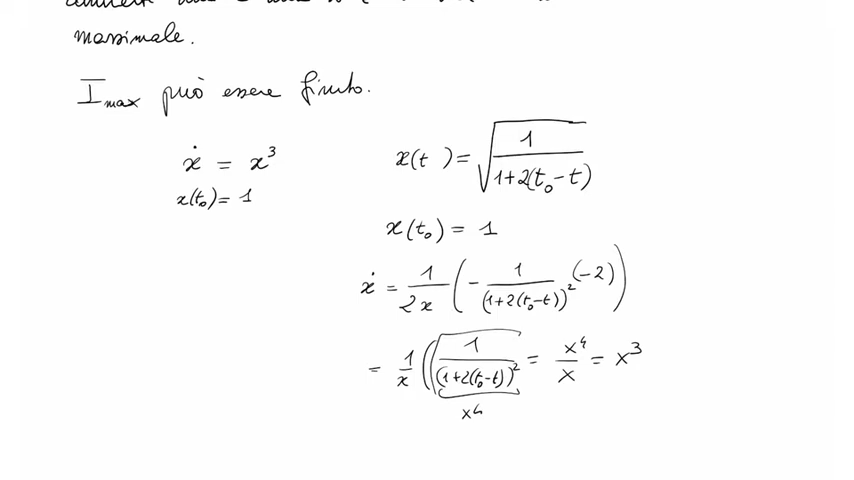 massimale.
I_max può essere finito.
ẋ = x³    x(t) = √(1/(1+2(t₀-t)))
x(t₀) = 1
x(t₀) = 1
ẋ = 1/(2x) (- 1/(1+2(t₀-t))² (-2))
= 1/x ((1/(1+2(t₀-t))² = x⁴/x = x³
x⁴